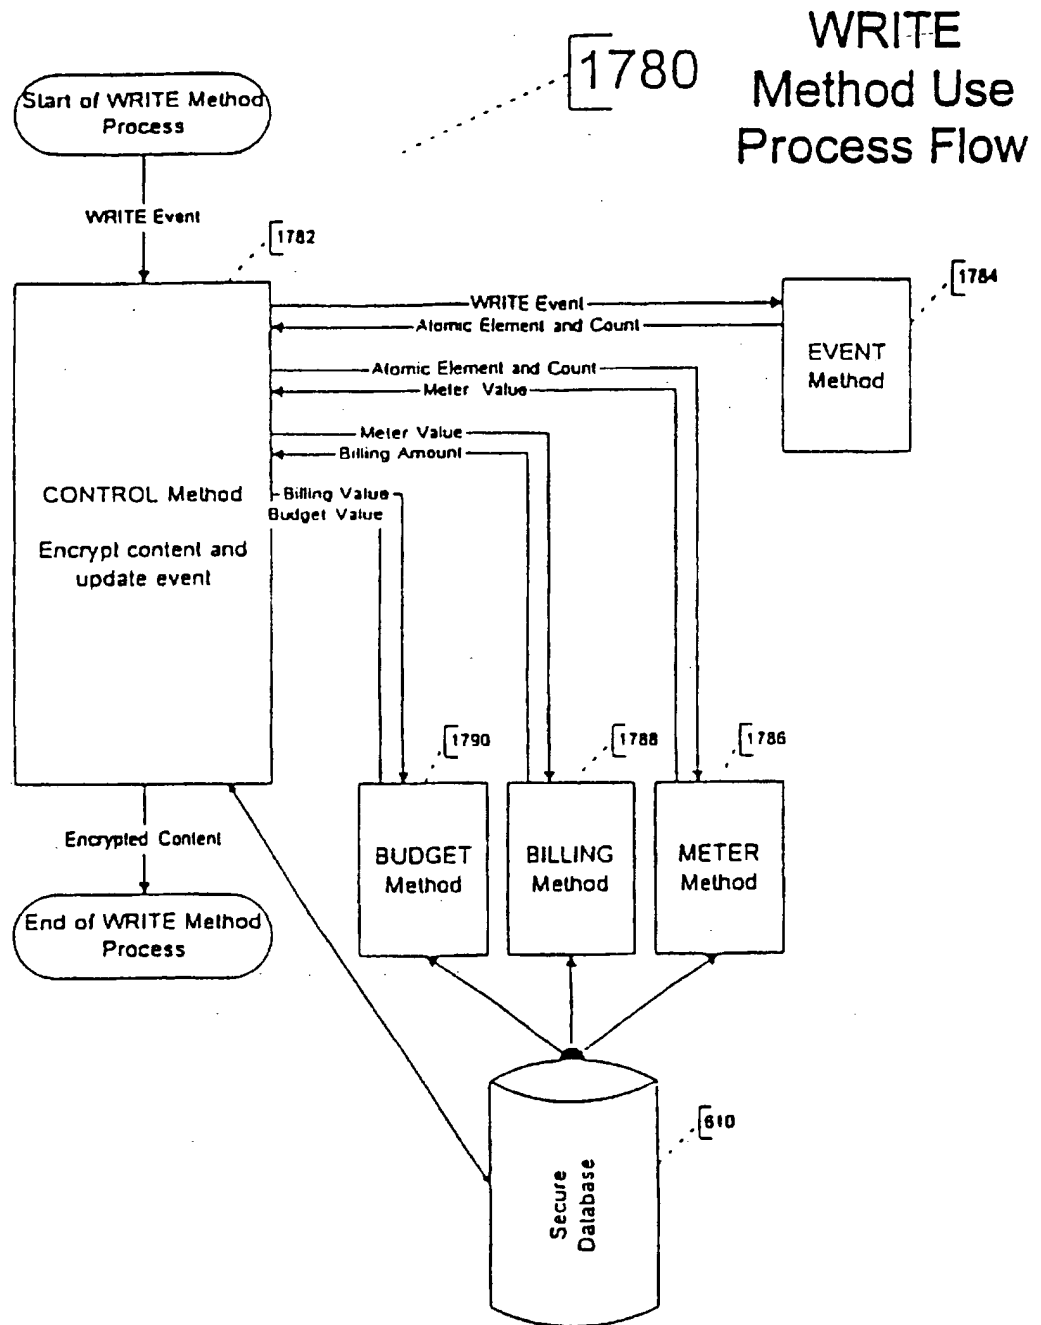 1780
WRITE
Method Use
Process Flow
Start of WRITE Method
Process
WRITE Event
1782
1784
WRITE Event
Atomic Element and Count
EVENT
Method
Atomic Element and Count
Meter Value
Meter Value
Billing Amount
CONTROL Method
Encrypt content and
update event
Billing Value
Budget Value
1790
1788
1786
BUDGET
Method
BILLING
Method
METER
Method
Encrypted Content
End of WRITE Method
Process
610
Secure
Database